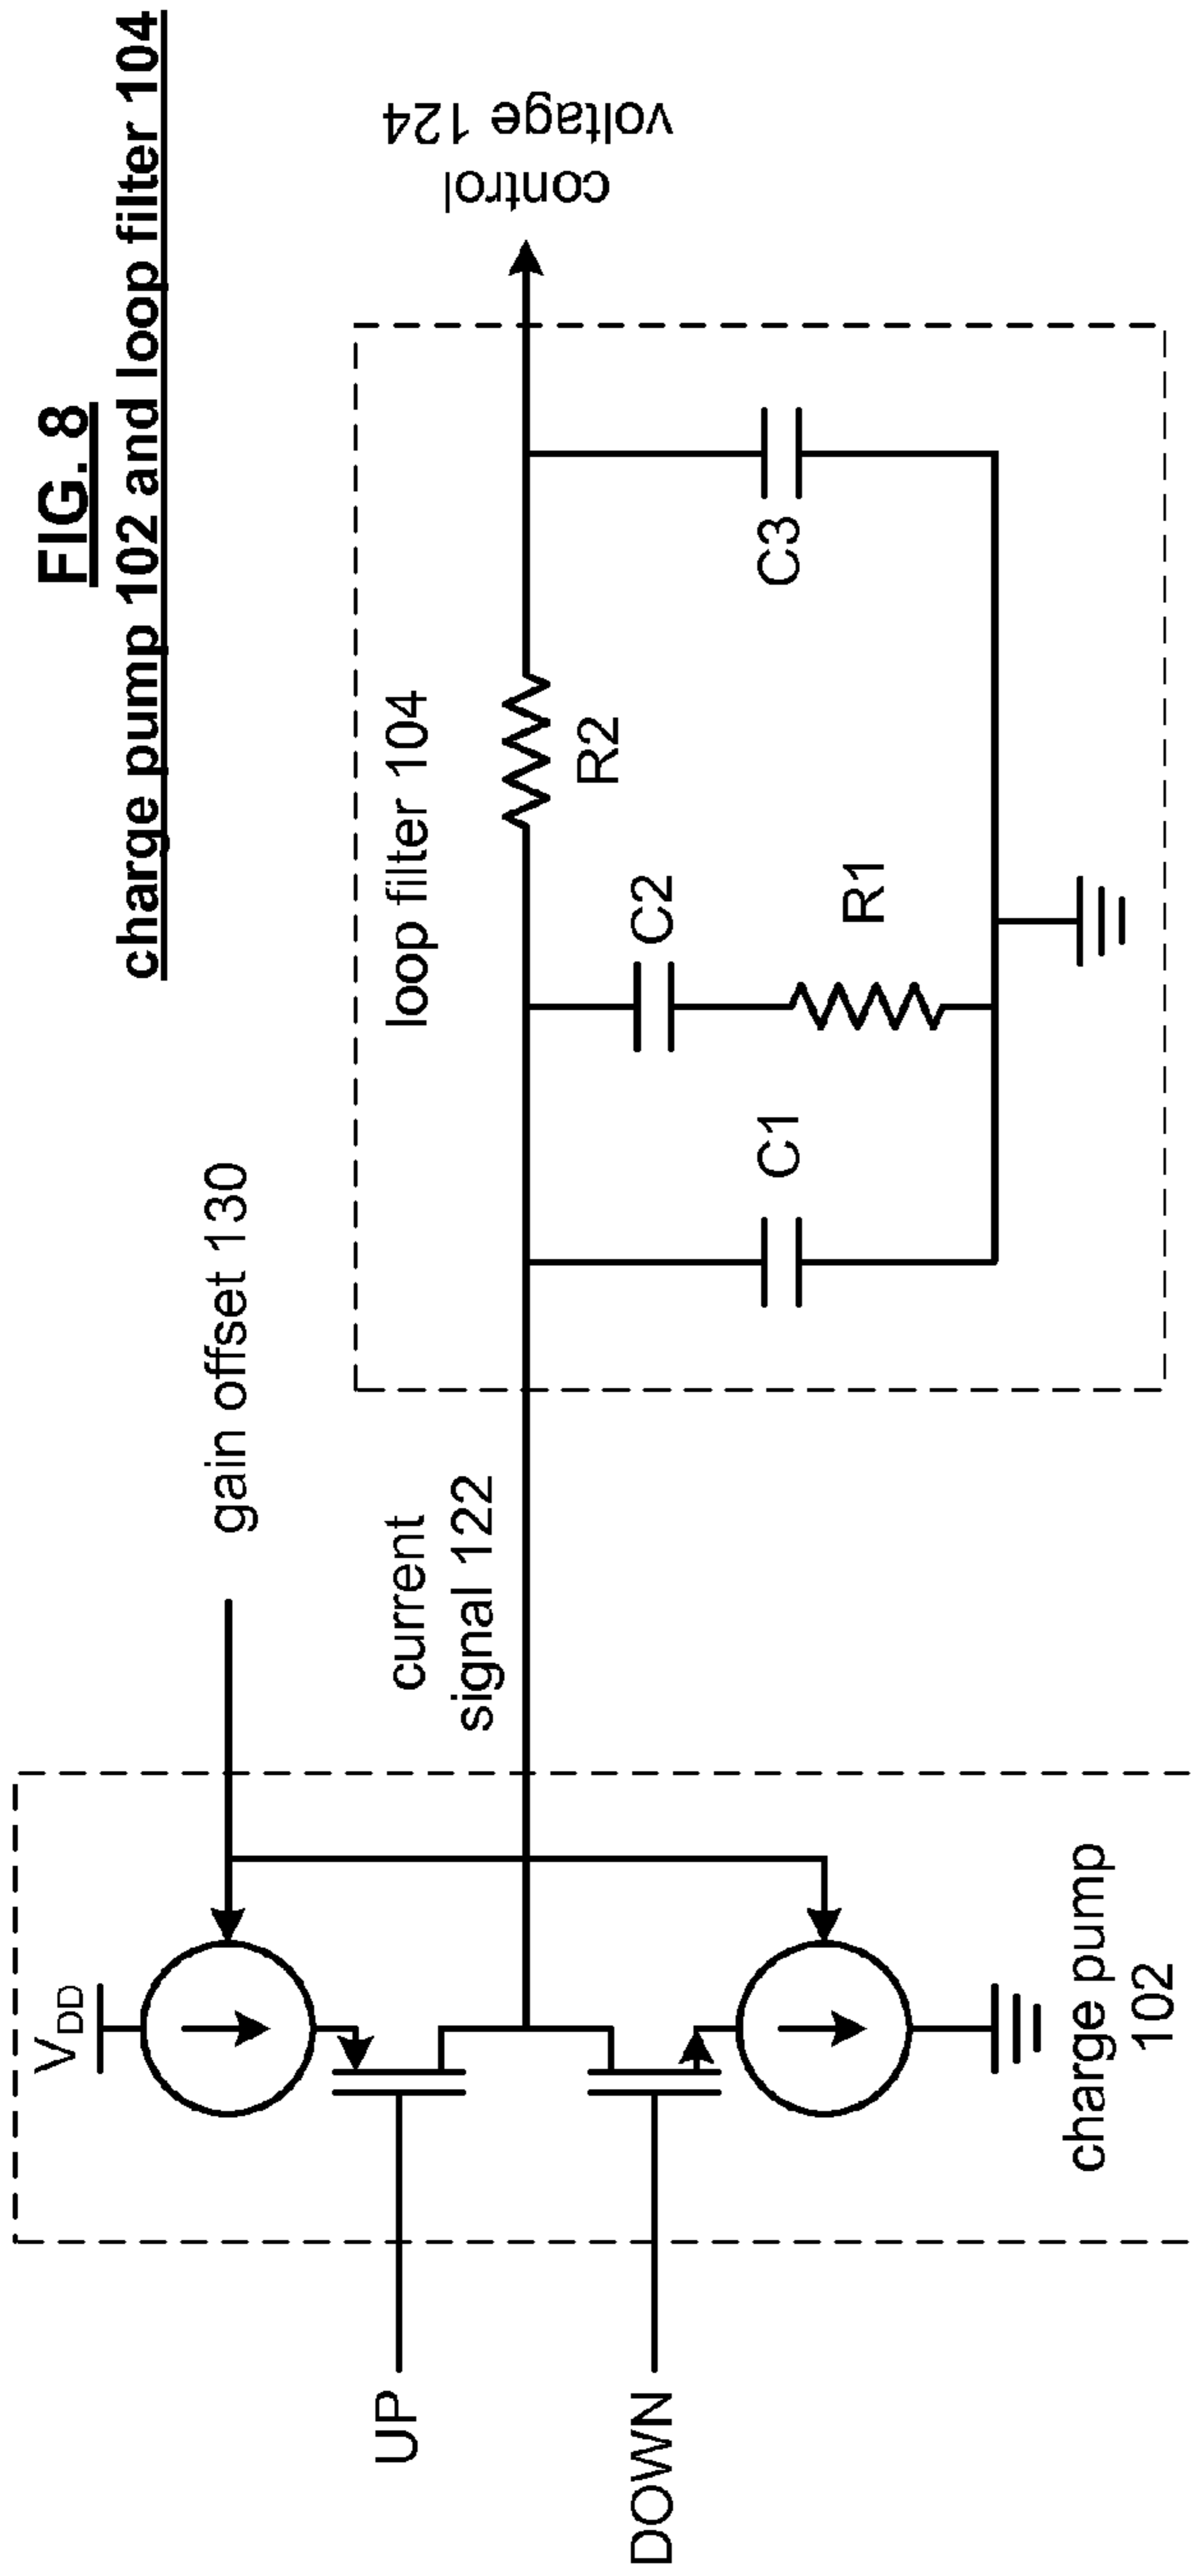 FIG. 8
charge pump 102 and loop filter 104
gain offset 130
V_DD
current
signal 122
loop filter 104
control
voltage 124
R2
C2
R1
C1
C3
UP
DOWN
charge pump
102